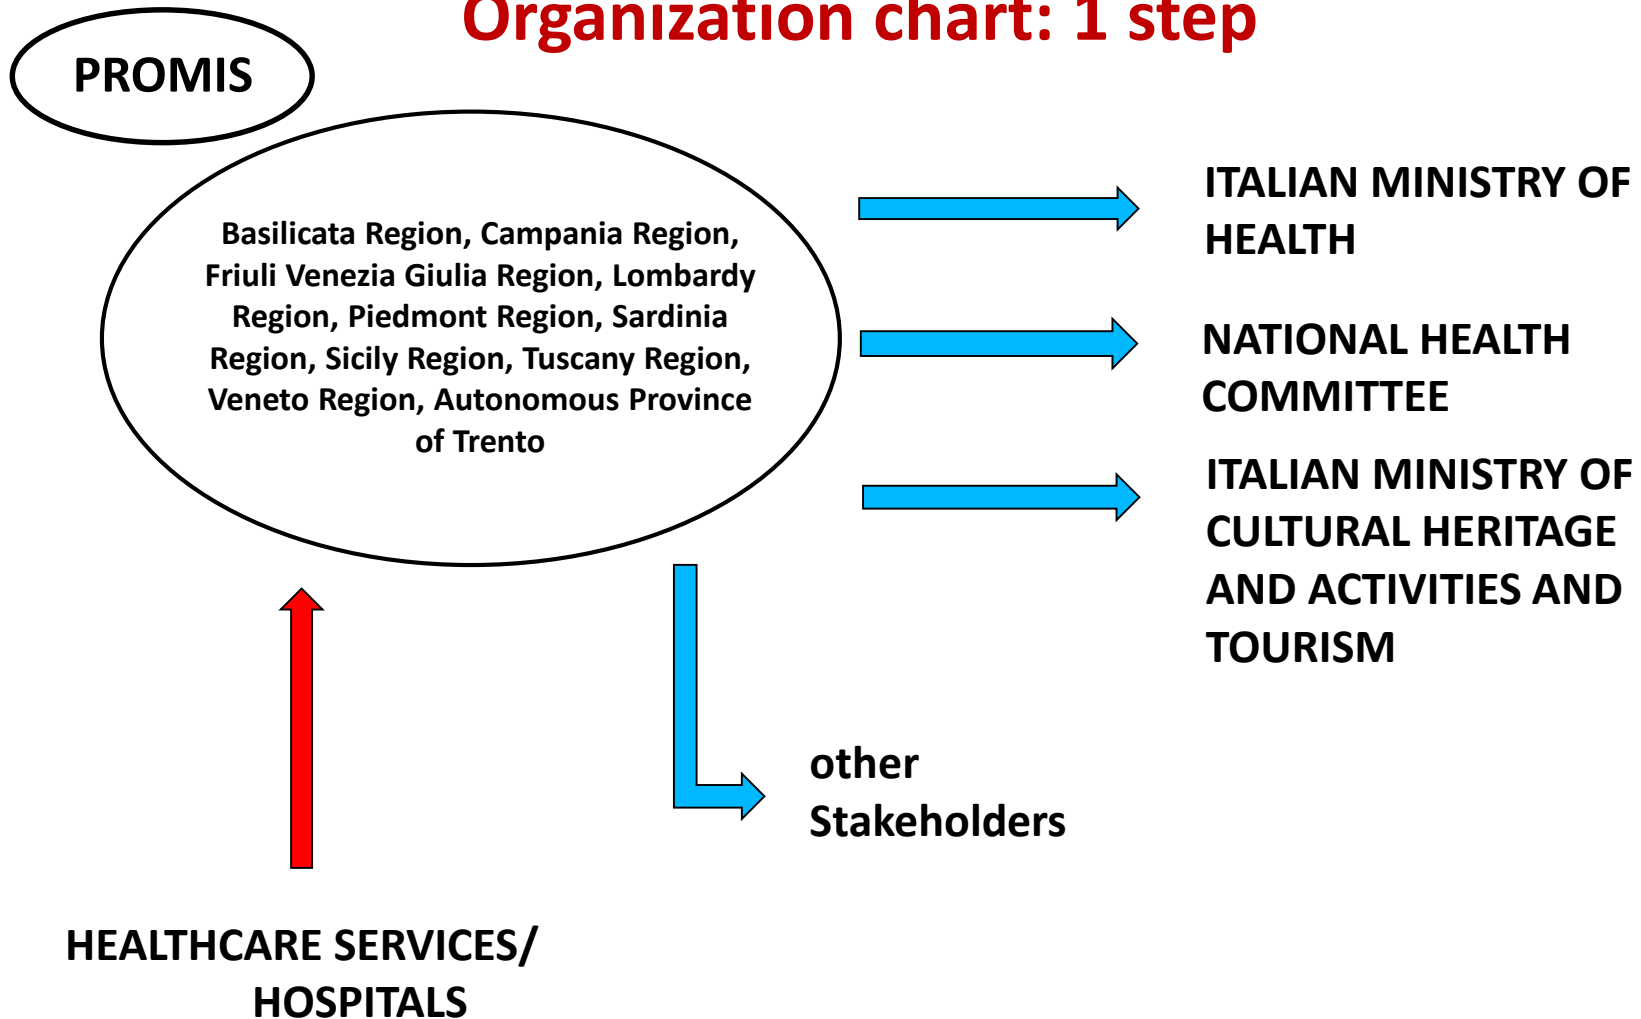 Organization chart: 1 step
PROMIS
Basilicata Region, Campania Region,
Friuli Venezia Giulia Region, Lombardy
Region, Piedmont Region, Sardinia
Region, Sicily Region, Tuscany Region,
Veneto Region, Autonomous Province
of Trento
ITALIAN MINISTRY OF
HEALTH
NATIONAL HEALTH
COMMITTEE
ITALIAN MINISTRY OF
CULTURAL HERITAGE
AND ACTIVITIES AND
TOURISM
other
Stakeholders
HEALTHCARE SERVICES/
HOSPITALS